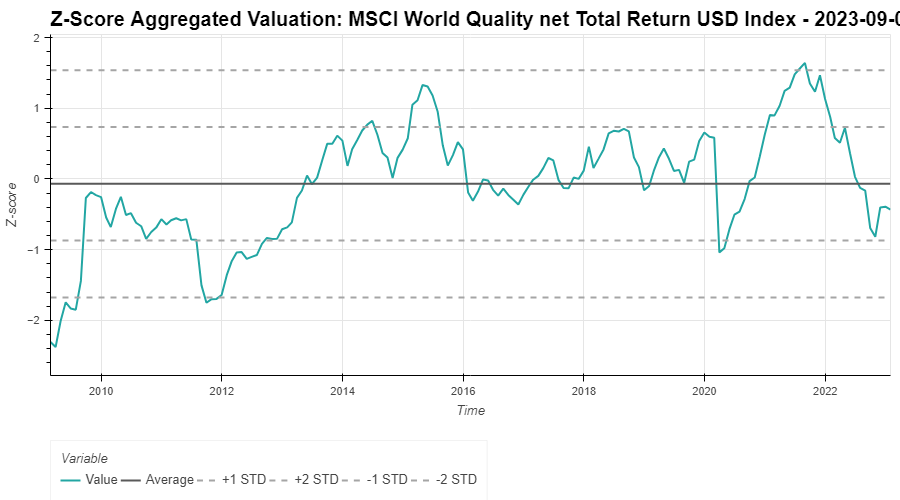 Z-Score Aggregated Valuation: MSCI World Quality net Total Return USD Index - 2023-09-0
2
1
0
−1
−2
Z-score
2010 2012 2014 2016 2018 2020 2022
Time
Variable
Value Average +1 STD +2 STD -1 STD -2 STD